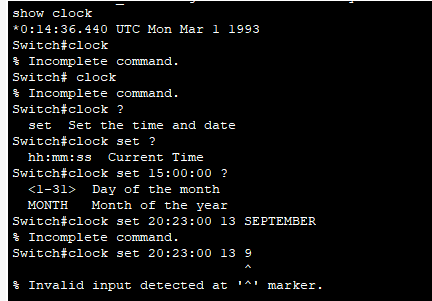 show clock
*0:14:36.440 UTC Mon Mar 1 1993
Switch#clock
% Incomplete command.
Switch# clock
% Incomplete command.
Switch#clock ?
  set  Set the time and date
Switch#clock set ?
  hh:mm:ss  Current Time
Switch#clock set 15:00:00 ?
  <1-31>  Day of the month
  MONTH   Month of the year
Switch#clock set 20:23:00 13 SEPTEMBER
% Incomplete command.
Switch#clock set 20:23:00 13 9
                             ^
% Invalid input detected at '^' marker.